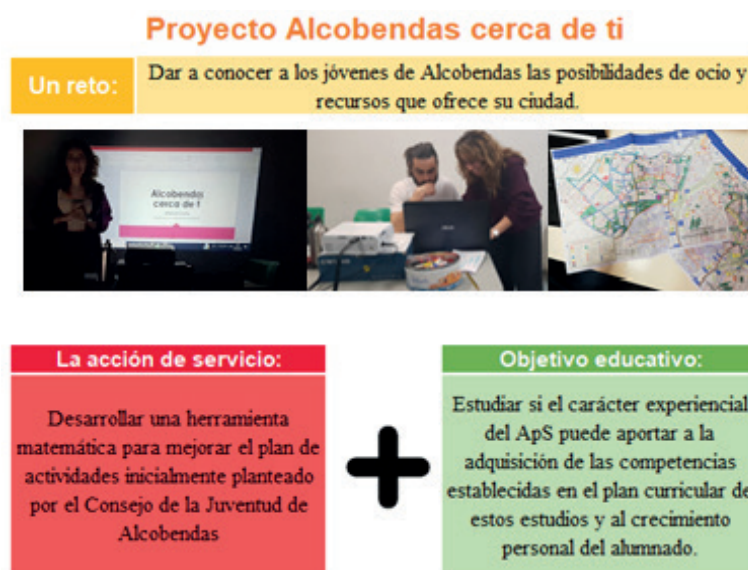 Proyecto Alcobendas cerca de ti
Un reto:
Dar a conocer a los jóvenes de Alcobendas las posibilidades de ocio y
recursos que ofrece su ciudad.
Alcobendas
cerca de t
La acción de servicio:
Desarrollar una herramienta
matemática para mejorar el plan de
actividades inicialmente planteado
por el Consejo de la Juventud de
Alcobendas
Objetivo educativo:
Estudiar si el carácter experiencial
del ApS puede aportar a la
adquisición de las competencias
establecidas en el plan curricular de
estos estudios y al crecimiento
personal del alumnado.